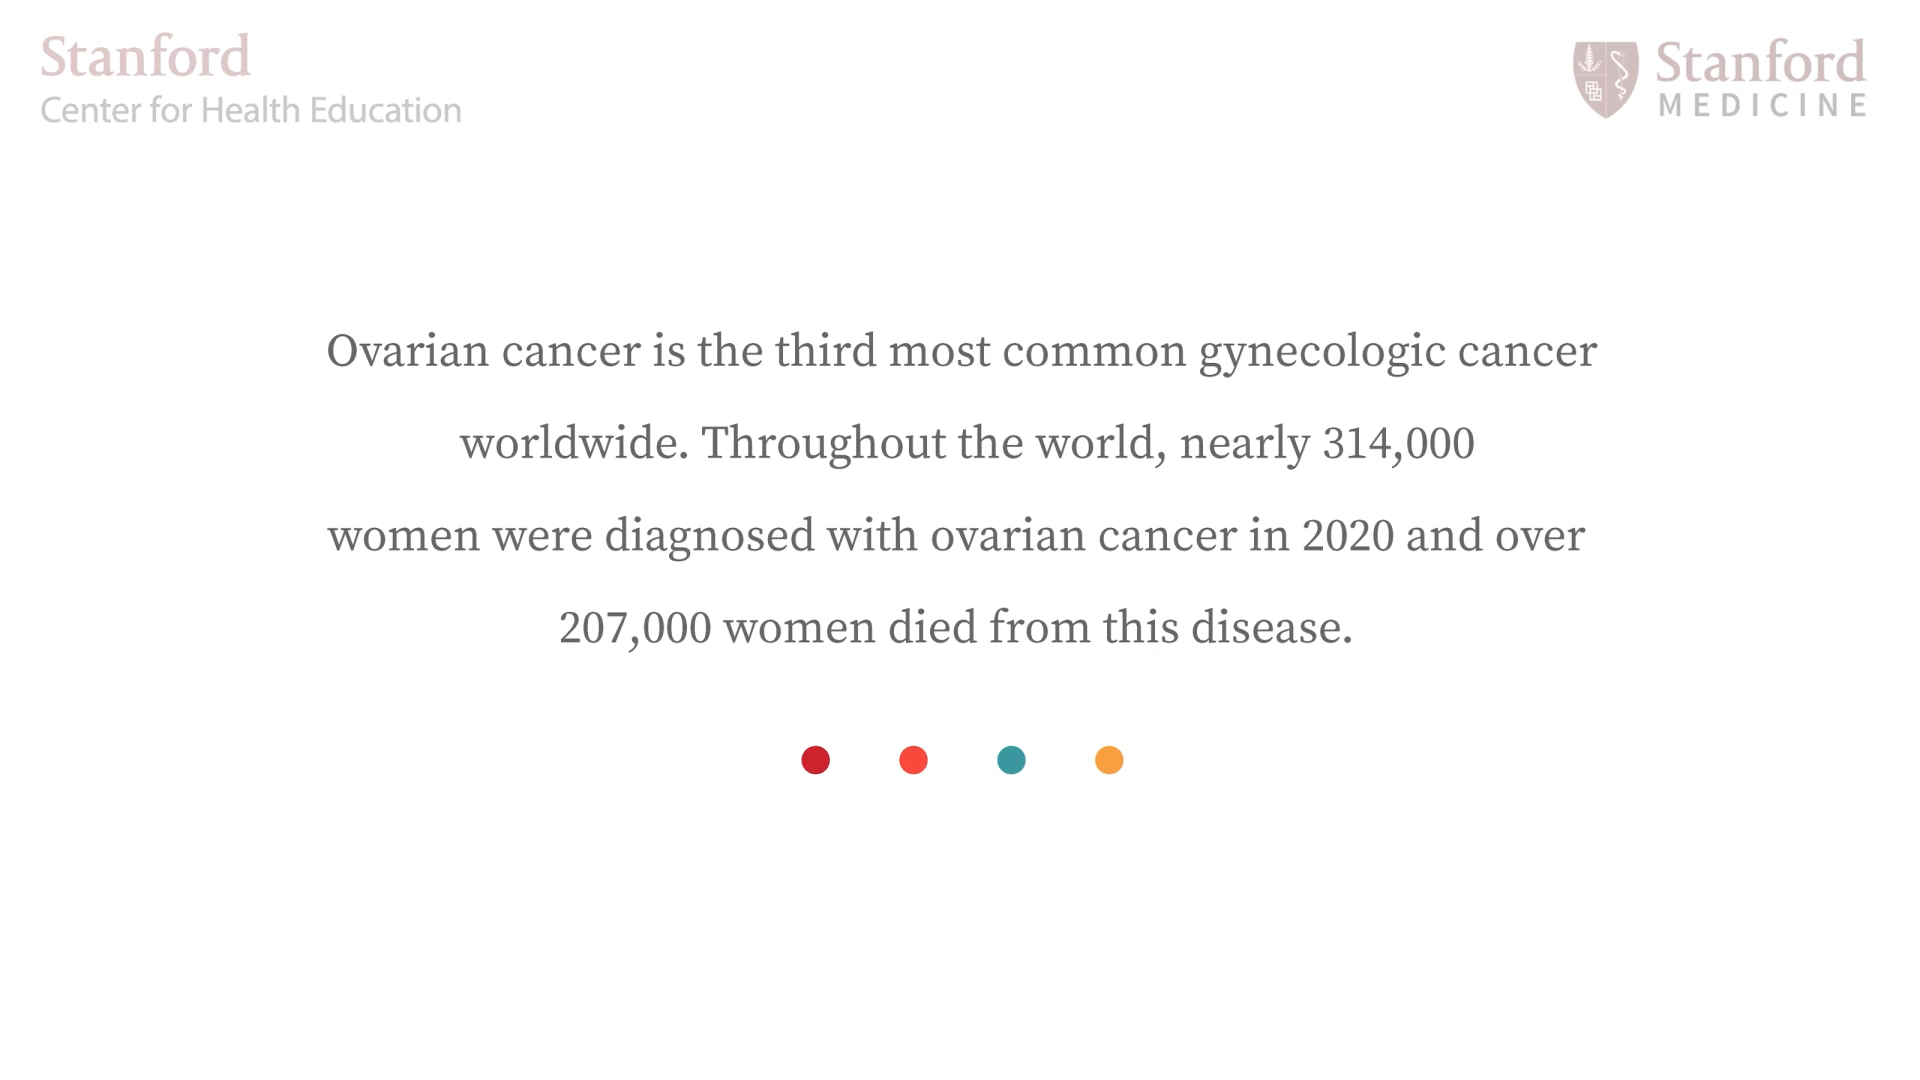 Stanford
Center for Health Education
Stanford
MEDICINE
Ovarian cancer is the third most common gynecologic cancer
worldwide. Throughout the world, nearly 314,000
women were diagnosed with ovarian cancer in 2020 and over
207,000 women died from this disease.